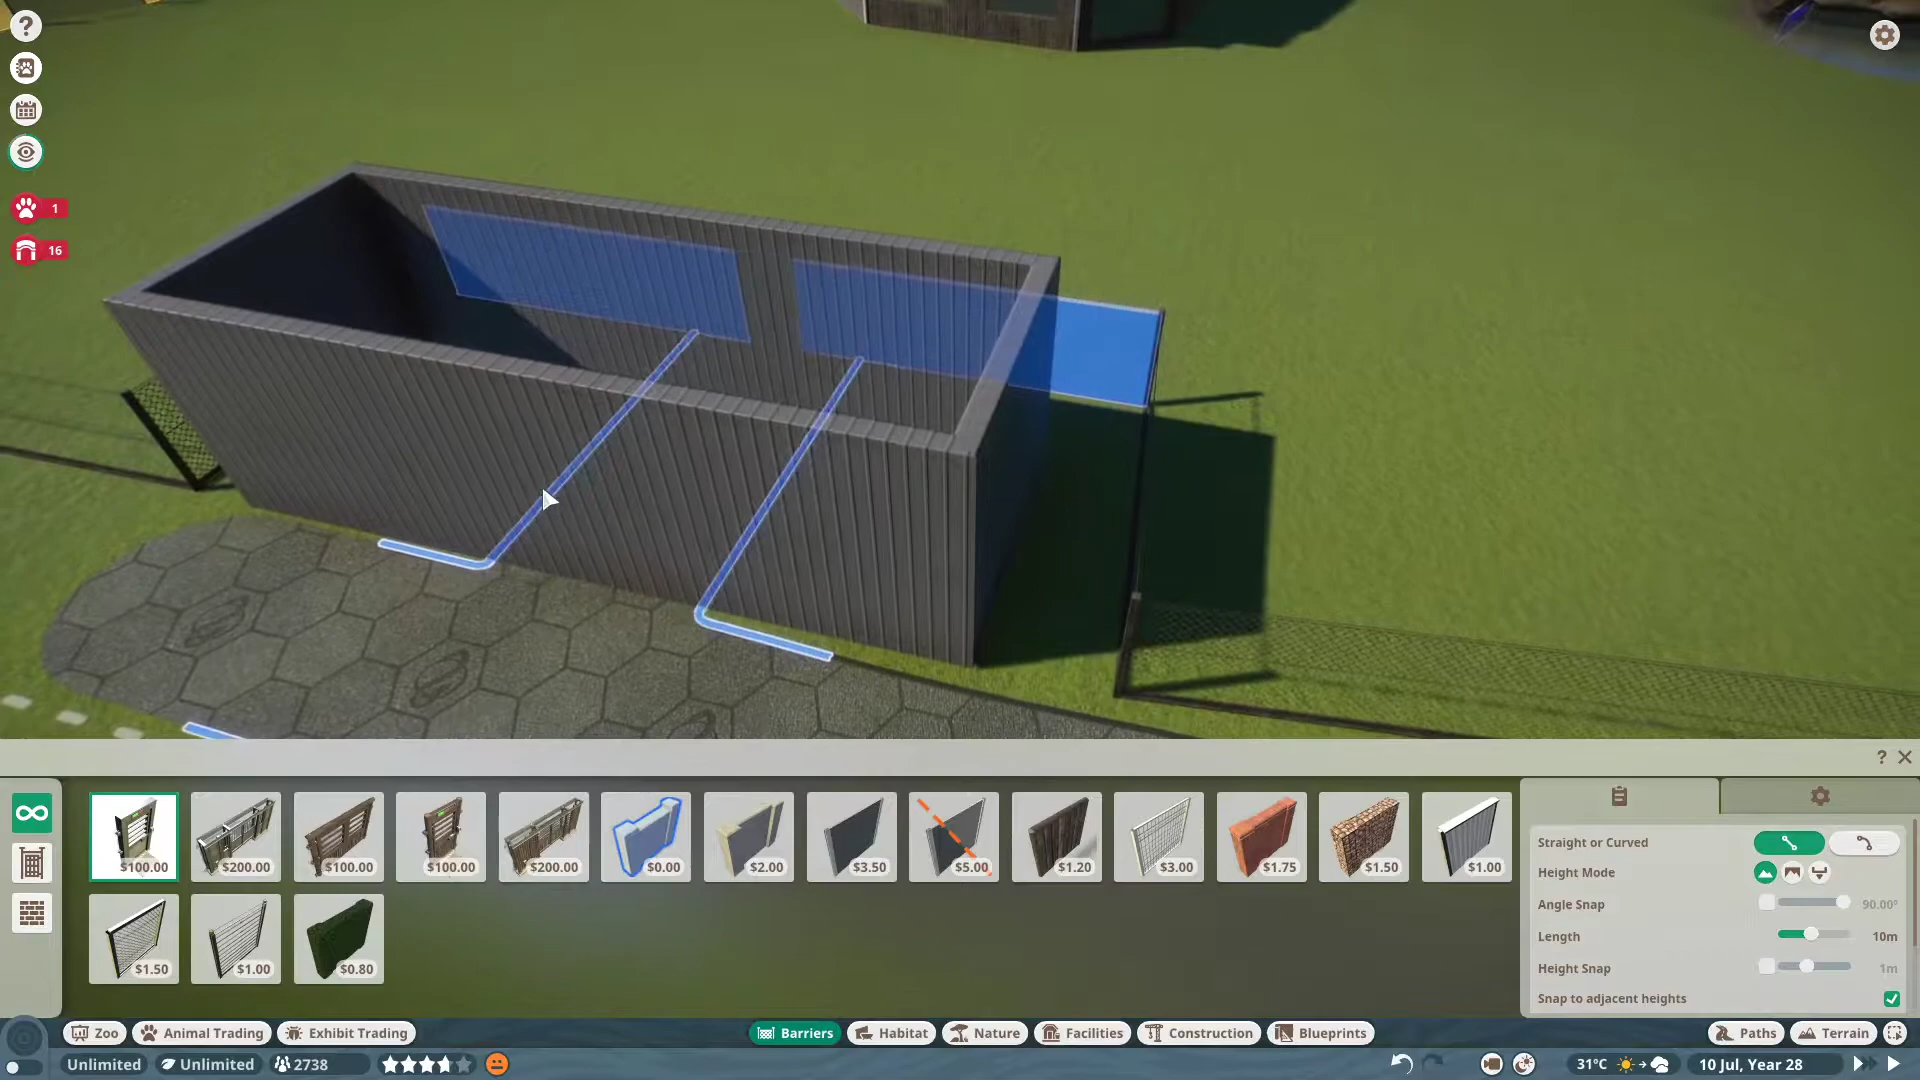 ?
1
16
? ✕
$100.00 $200.00 $100.00 $100.00 $200.00 $0.00 $2.00 $3.50 $5.00 $1.20 $3.00 $1.75 $1.50 $1.00
$1.50 $1.00 $0.80
Straight or Curved
Height Mode
Angle Snap 90.00°
Length 10m
Height Snap 1m
Snap to adjacent heights
Zoo Animal Trading Exhibit Trading Barriers Habitat Nature Facilities Construction Blueprints Paths Terrain
Unlimited Unlimited 2738 31°C 10 Jul, Year 28